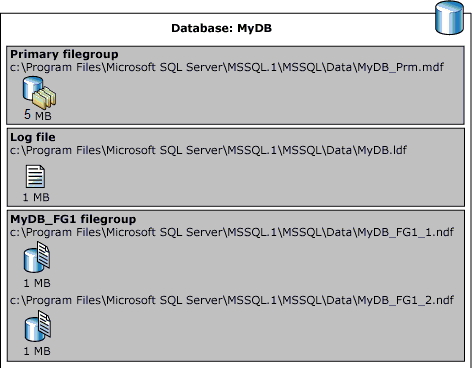 Database: MyDB
Primary filegroup
c:\Program Files\Microsoft SQL Server\MSSQL.1\MSSQL\Data\MyDB_Prm.mdf
5 MB
Log file
c:\Program Files\Microsoft SQL Server\MSSQL.1\MSSQL\Data\MyDB.ldf
1 MB
MyDB_FG1 filegroup
c:\Program Files\Microsoft SQL Server\MSSQL.1\MSSQL\Data\MyDB_FG1_1.ndf
1 MB
c:\Program Files\Microsoft SQL Server\MSSQL.1\MSSQL\Data\MyDB_FG1_2.ndf
1 MB